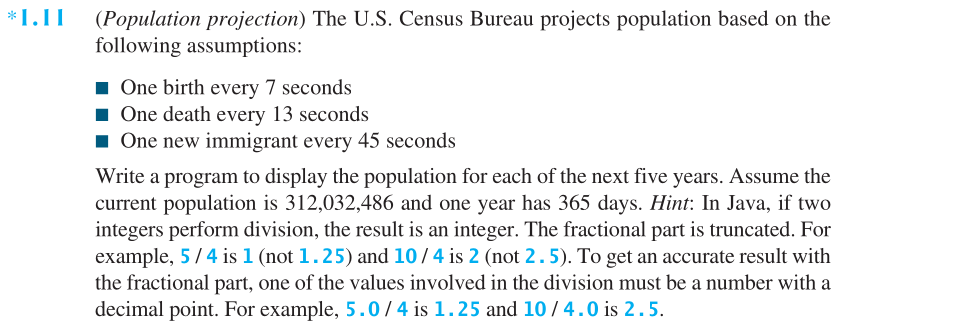 *1.11 (Population projection) The U.S. Census Bureau projects population based on the
following assumptions:
■ One birth every 7 seconds
■ One death every 13 seconds
■ One new immigrant every 45 seconds
Write a program to display the population for each of the next five years. Assume the
current population is 312,032,486 and one year has 365 days. Hint: In Java, if two
integers perform division, the result is an integer. The fractional part is truncated. For
example, 5 / 4 is 1 (not 1.25) and 10 / 4 is 2 (not 2.5). To get an accurate result with
the fractional part, one of the values involved in the division must be a number with a
decimal point. For example, 5.0 / 4 is 1.25 and 10 / 4.0 is 2.5.